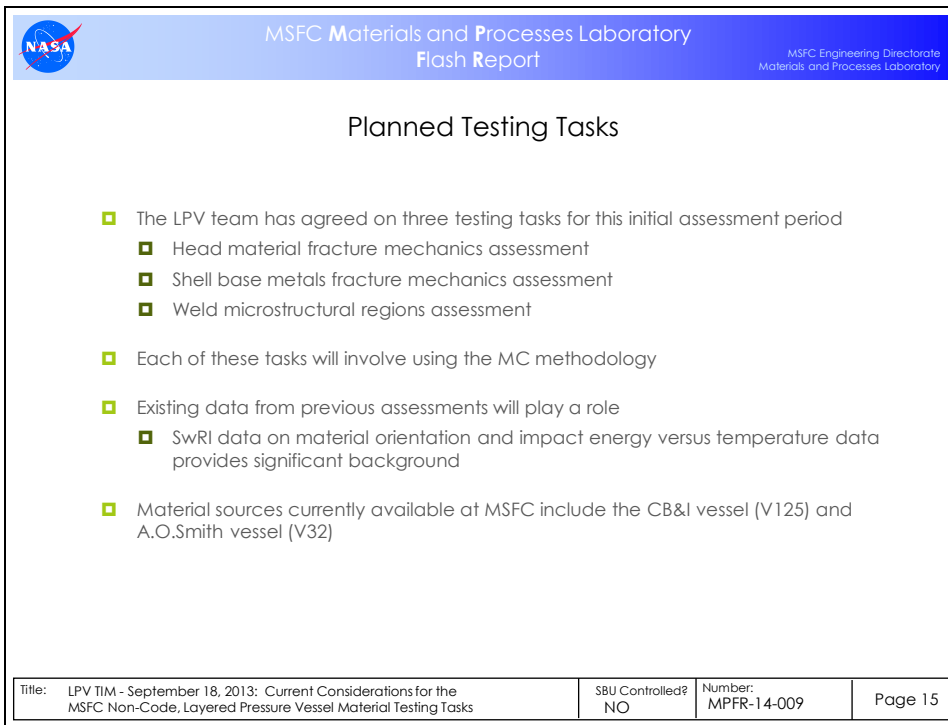 NASA
MSFC Materials and Processes Laboratory
Flash Report
MSFC Engineering Directorate
Materials and Processes Laboratory
Planned Testing Tasks
The LPV team has agreed on three testing tasks for this initial assessment period
Head material fracture mechanics assessment
Shell base metals fracture mechanics assessment
Weld microstructural regions assessment
Each of these tasks will involve using the MC methodology
Existing data from previous assessments will play a role
SwRI data on material orientation and impact energy versus temperature data
provides significant background
Material sources currently available at MSFC include the CB&I vessel (V125) and
A.O.Smith vessel (V32)
Title:
LPV TIM - September 18, 2013: Current Considerations for the
MSFC Non-Code, Layered Pressure Vessel Material Testing Tasks
SBU Controlled?
NO
Number:
MPFR-14-009
Page 15